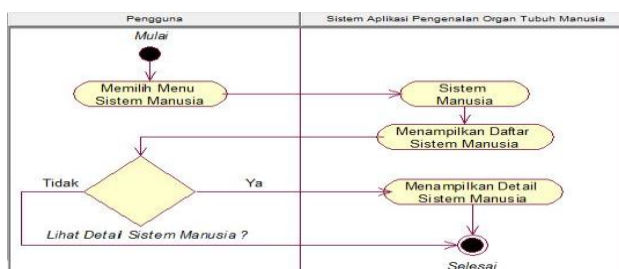 Pengguna
Sistem Aplikasi Pengenalan Organ Tubuh Manusia
Mulai
Memilih Menu
Sistem Manusia
Sistem
Manusia
Menampilkan Daftar
Sistem Manusia
Tidak
Ya
Menampilkan Detail
Sistem Manusia
Lihat Detail Sistem Manusia ?
Selesai